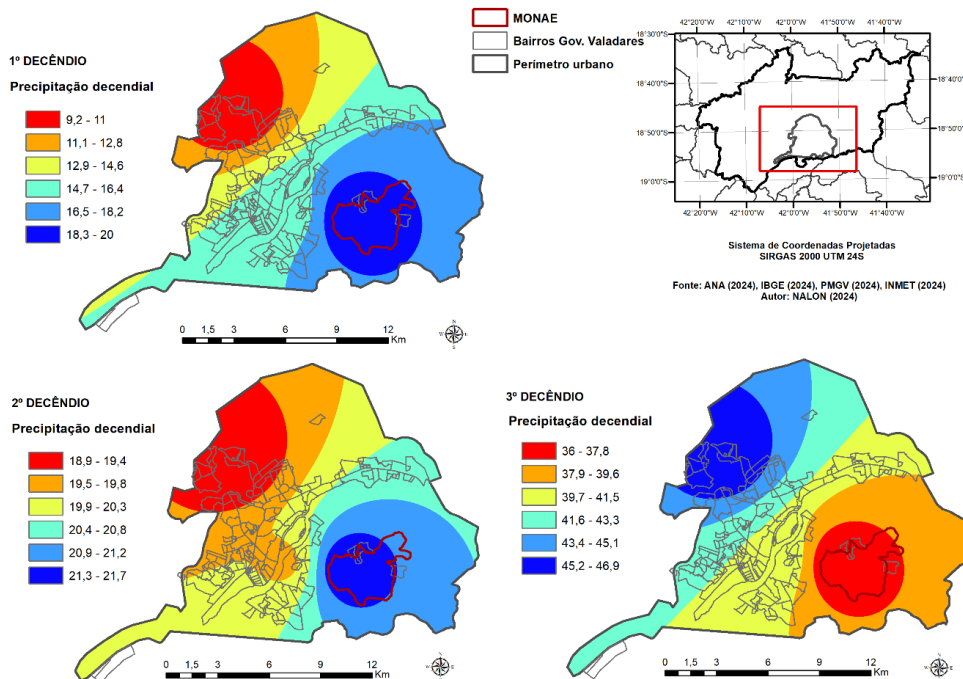 1º DECÊNDIO
Precipitação decendial
9,2 - 11
11,1 - 12,8
12,9 - 14,6
14,7 - 16,4
16,5 - 18,2
18,3 - 20
0 1,5 3 6 9 12
Km
N
W E
S
MONAE
Bairros Gov. Valadares
Perímetro urbano
42°20'0"W 42°10'0"W 42°0'0"W 41°50'0"W 41°40'0"W
18°30'0"S
18°40'0"S 18°40'0"S
18°50'0"S 18°50'0"S
19°0'0"S 19°0'0"S
42°20'0"W 42°10'0"W 42°0'0"W 41°50'0"W 41°40'0"W
Sistema de Coordenadas Projetadas
SIRGAS 2000 UTM 24S
Fonte: ANA (2024), IBGE (2024), PMGV (2024), INMET (2024)
Autor: NALON (2024)
2º DECÊNDIO
Precipitação decendial
18,9 - 19,4
19,5 - 19,8
19,9 - 20,3
20,4 - 20,8
20,9 - 21,2
21,3 - 21,7
0 1,5 3 6 9 12
Km
N
W E
S
3º DECÊNDIO
Precipitação decendial
36 - 37,8
37,9 - 39,6
39,7 - 41,5
41,6 - 43,3
43,4 - 45,1
45,2 - 46,9
0 1,5 3 6 9 12
Km
N
W E
S